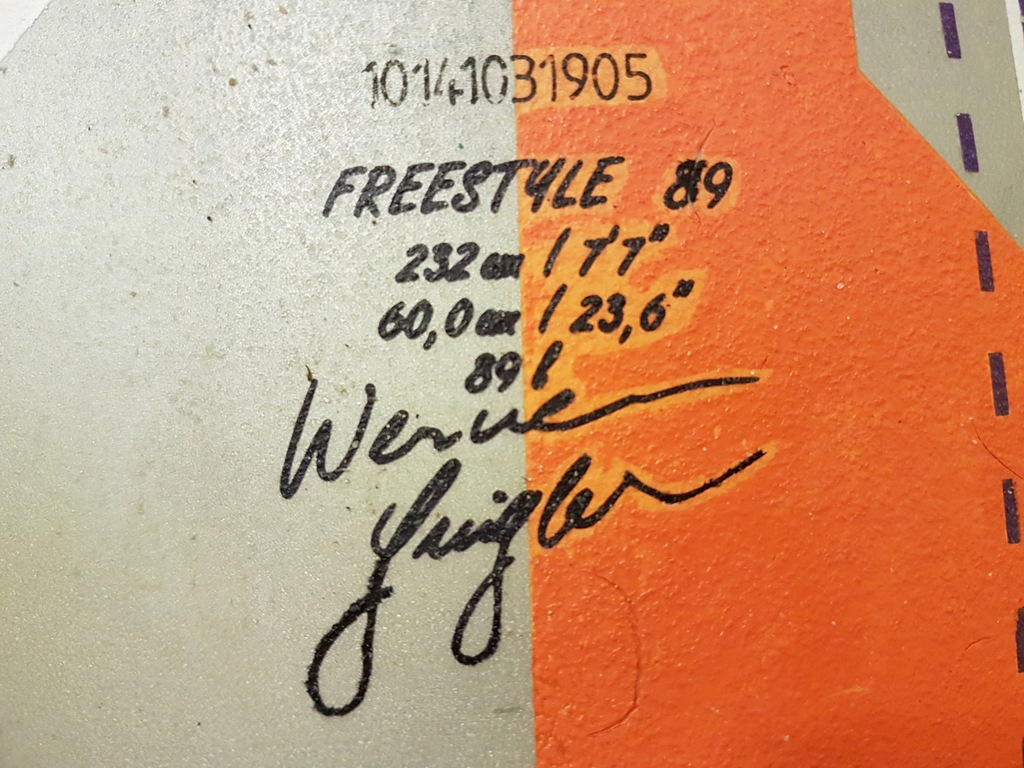 10141031905
FREESTYLE 89
232 cm / 7'7"
60,0 cm / 23,6"
89 l
Werner
Gnigler